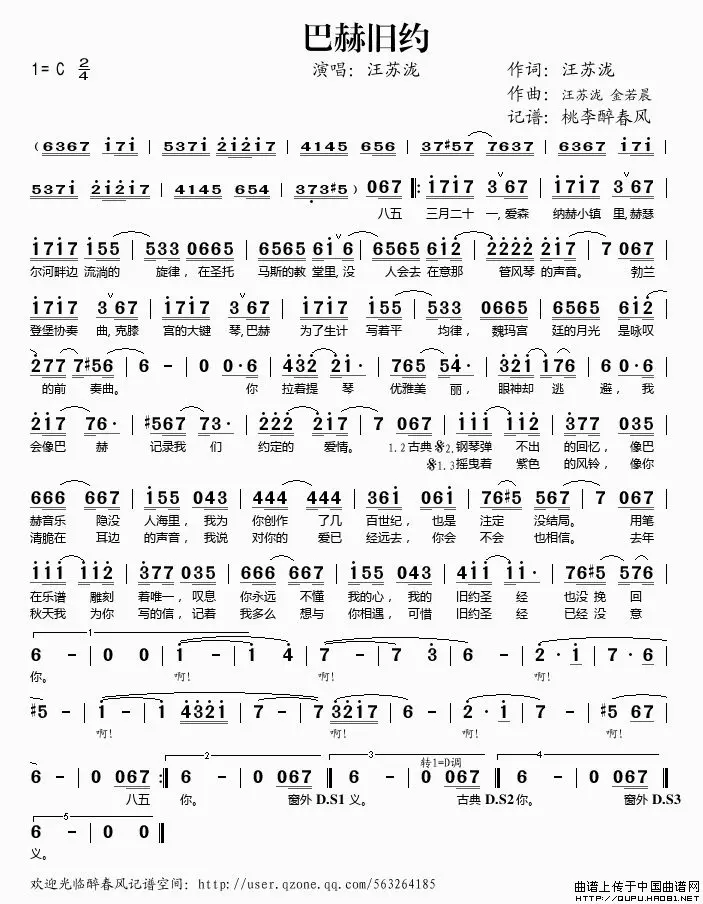 巴赫旧约
1=C 2/4 演唱：汪苏泷 作词：汪苏泷
作曲：汪苏泷 金若晨
记谱：桃李醉春风
（6367 i7i | 537i 2i2i7 | 4145 656 | 37#57 7637 | 6367 i7i |
537i 2i2i7 | 4145 654 | 373#5）067 ‖: i7i7 3 67 | i7i7 3 67 |
八五 三月二十 一,爱森 纳赫小镇 里,赫瑟
i7i7 i55 | 533 0665 | 6565 6i 6 | 6565 6i2 | 2222 2i7 | 7 067 |
尔河畔边 流淌的 旋律，在圣托 马斯的教 堂里,没 人会去 在意那 管风琴 的声音。 勃兰
i7i7 3 67 | i7i7 3 67 | i7i7 i55 | 533 0665 | 6565 6i2 |
登堡协奏 曲,克滕 宫的大键 琴,巴赫 为了生计 写着平 均律，魏玛宫 廷的月光 是咏叹
277 7#56 | 6 - | 0 0·6 | 432 2i· | 765 54· | 32i i76 | 6 0·6 |
的前 奏曲。 你 拉着提 琴 优雅美 丽，眼神却 逃 避，我
2i7 76· | #567 73· | 222 2i7 | 7 067 | iii ii2 | 377 035 |
会像巴 赫 记录我 们 约定的 爱情。 1.2古典 𝄋2.钢琴弹 不出 的回忆，像巴
𝄋1.3摇曳着 紫色 的风铃，像你
666 667 | i55 043 | 444 444 | 36i 06i | 76#5 567 | 7 067 |
赫音乐 隐没 人海里，我为 你创作 了几 百世纪，也是 注定 没结局。 用笔
清脆在 耳边 的声音，我说 对你的 爱已 经远去，你会 不会 也相信。 去年
iii ii2 | 377 035 | 666 667 | i55 043 | 4ii ii· | 76#5 576 |
在乐谱 雕刻 着唯一，叹息 你永远 不懂 我的心，我的 旧约圣 经 也没 挽 回
秋天我 为你 写的信，记着 我多么 想与 你相遇，可惜 旧约圣 经 已经 没 意
1
6 - | 0 0 | i - | i 4 | 7 - | 7 3 | 6 - | 2· i | 7· 6 |
你。 啊！ 啊！ 啊！ 啊！
#5 - | i - | i 432i | 7 - | 7 32i7 | 6 - | 2· i | 7 - | #5 67 |
啊！ 啊！ 啊！ 啊！
2 3 转1=D调 4
6 - | 0 067 :‖ 6 - | 0 067 ‖ 6 - | 0 067 ‖ 6 - | 0 067 ‖
八五 你。 窗外 D.S1 义。 古典 D.S2 你。 窗外 D.S3
5
6 - | 0 0 ‖
义。
欢迎光临醉春风记谱空间：http://user.qzone.qq.com/563264185
曲谱上传于中国曲谱网
HTTP://QUPU.HAO81.NET